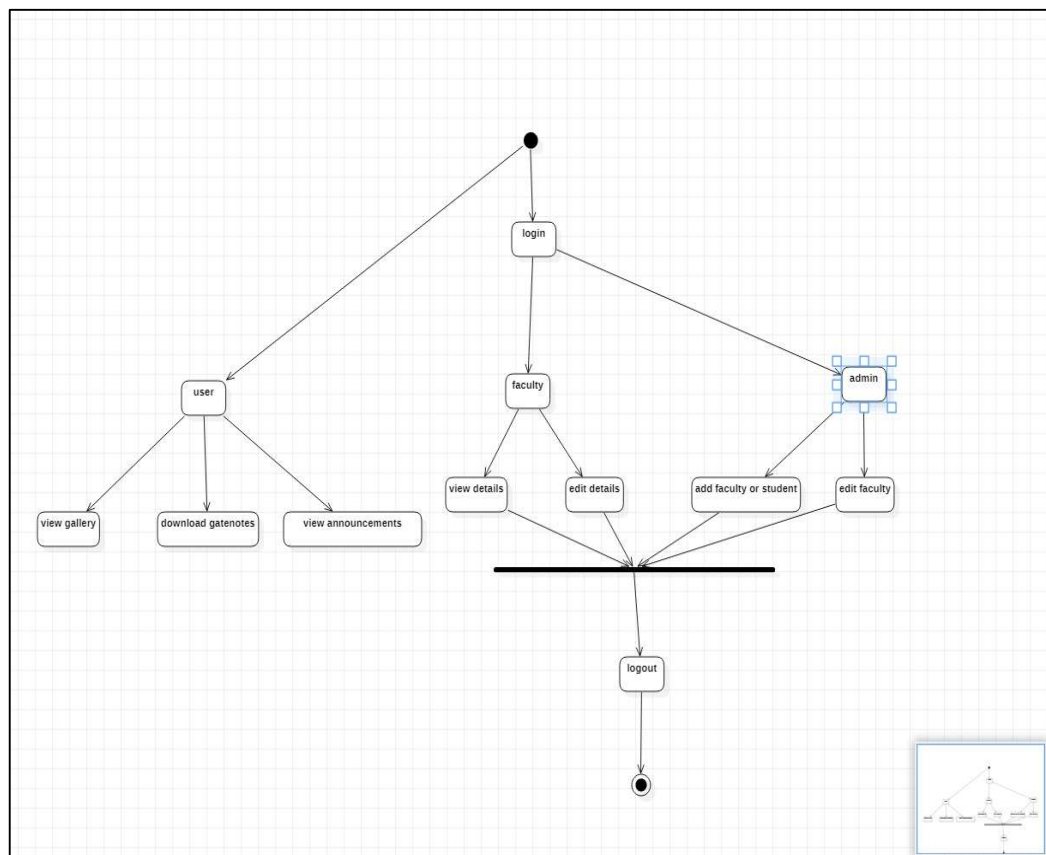 login
user
faculty
admin
view details
edit details
add faculty or student
edit faculty
view gallery
download gatenotes
view announcements
logout